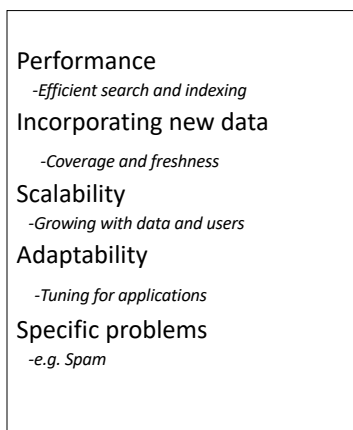 Performance
-Efficient search and indexing
Incorporating new data
-Coverage and freshness
Scalability
-Growing with data and users
Adaptability
-Tuning for applications
Specific problems
-e.g. Spam